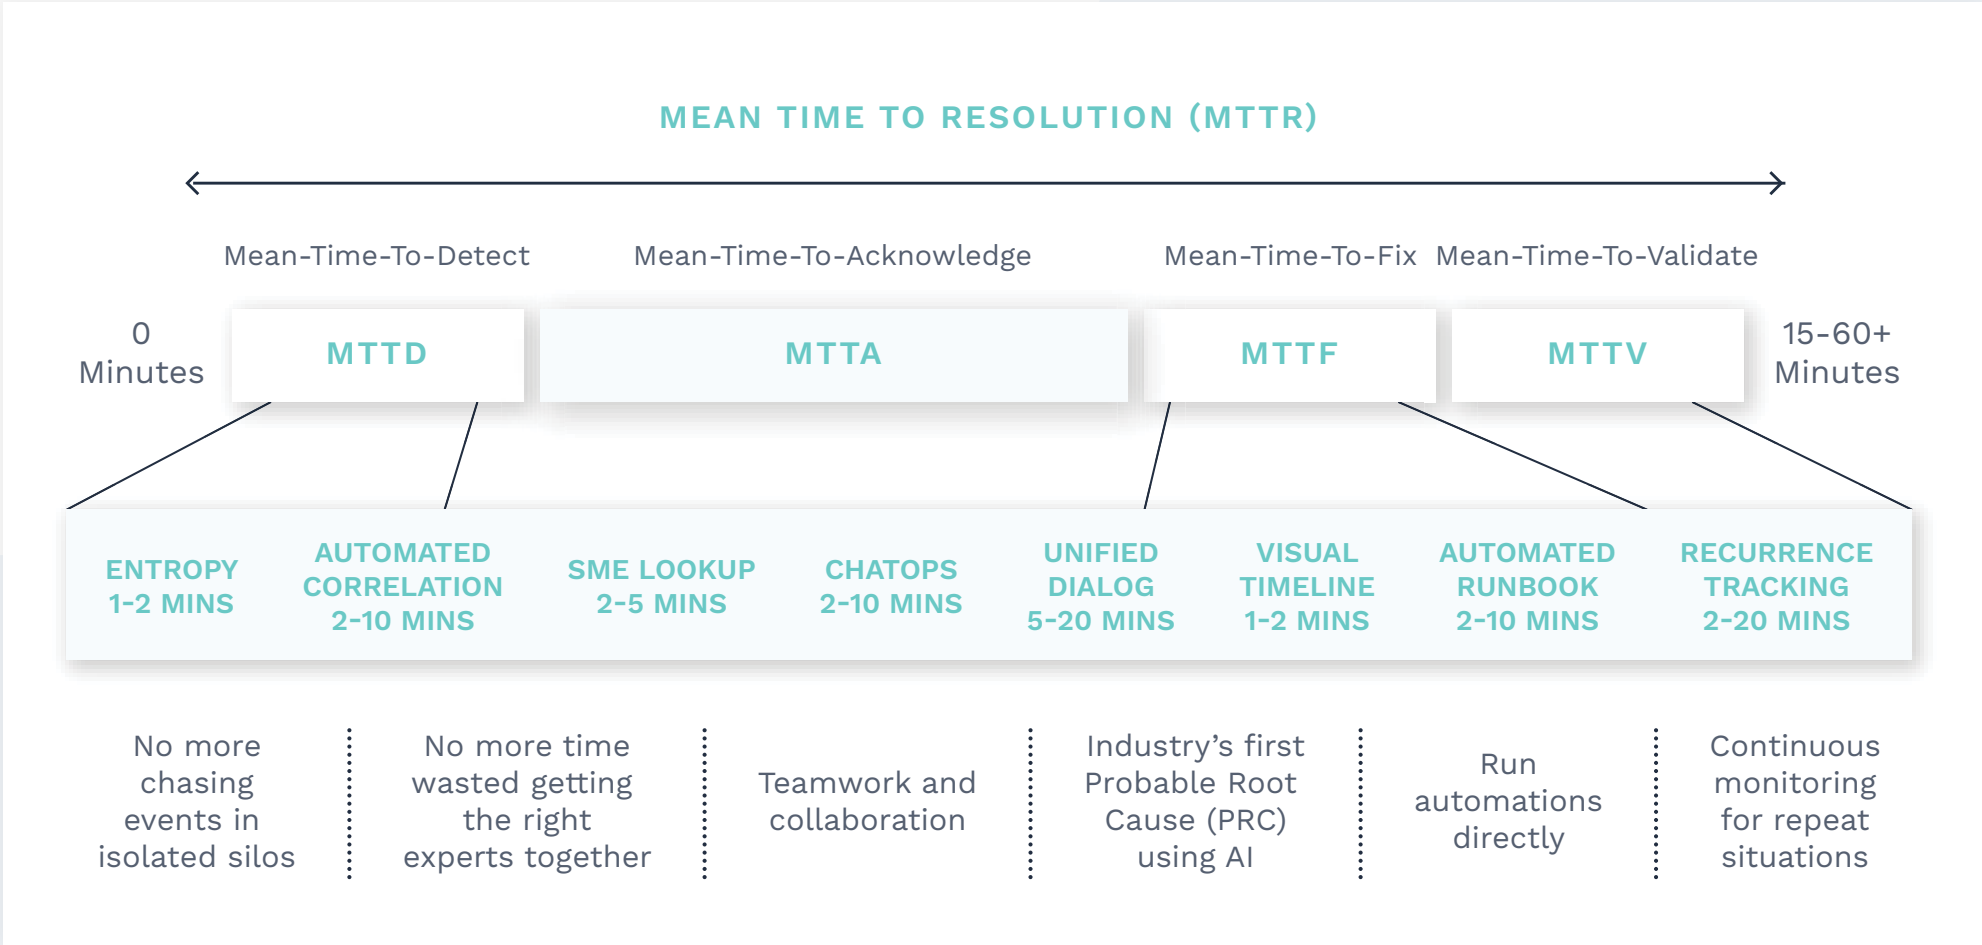 MEAN TIME TO RESOLUTION (MTTR)
Mean-Time-To-Detect
Mean-Time-To-Acknowledge
Mean-Time-To-Fix
Mean-Time-To-Validate
0
Minutes
MTTD
MTTA
MTTF
MTTV
15-60+
Minutes
ENTROPY
1-2 MINS
AUTOMATED
CORRELATION
2-10 MINS
SME LOOKUP
2-5 MINS
CHATOPS
2-10 MINS
UNIFIED
DIALOG
5-20 MINS
VISUAL
TIMELINE
1-2 MINS
AUTOMATED
RUNBOOK
2-10 MINS
RECURRENCE
TRACKING
2-20 MINS
No more
chasing
events in
isolated silos
No more time
wasted getting
the right
experts together
Teamwork and
collaboration
Industry’s first
Probable Root
Cause (PRC)
using AI
Run
automations
directly
Continuous
monitoring
for repeat
situations